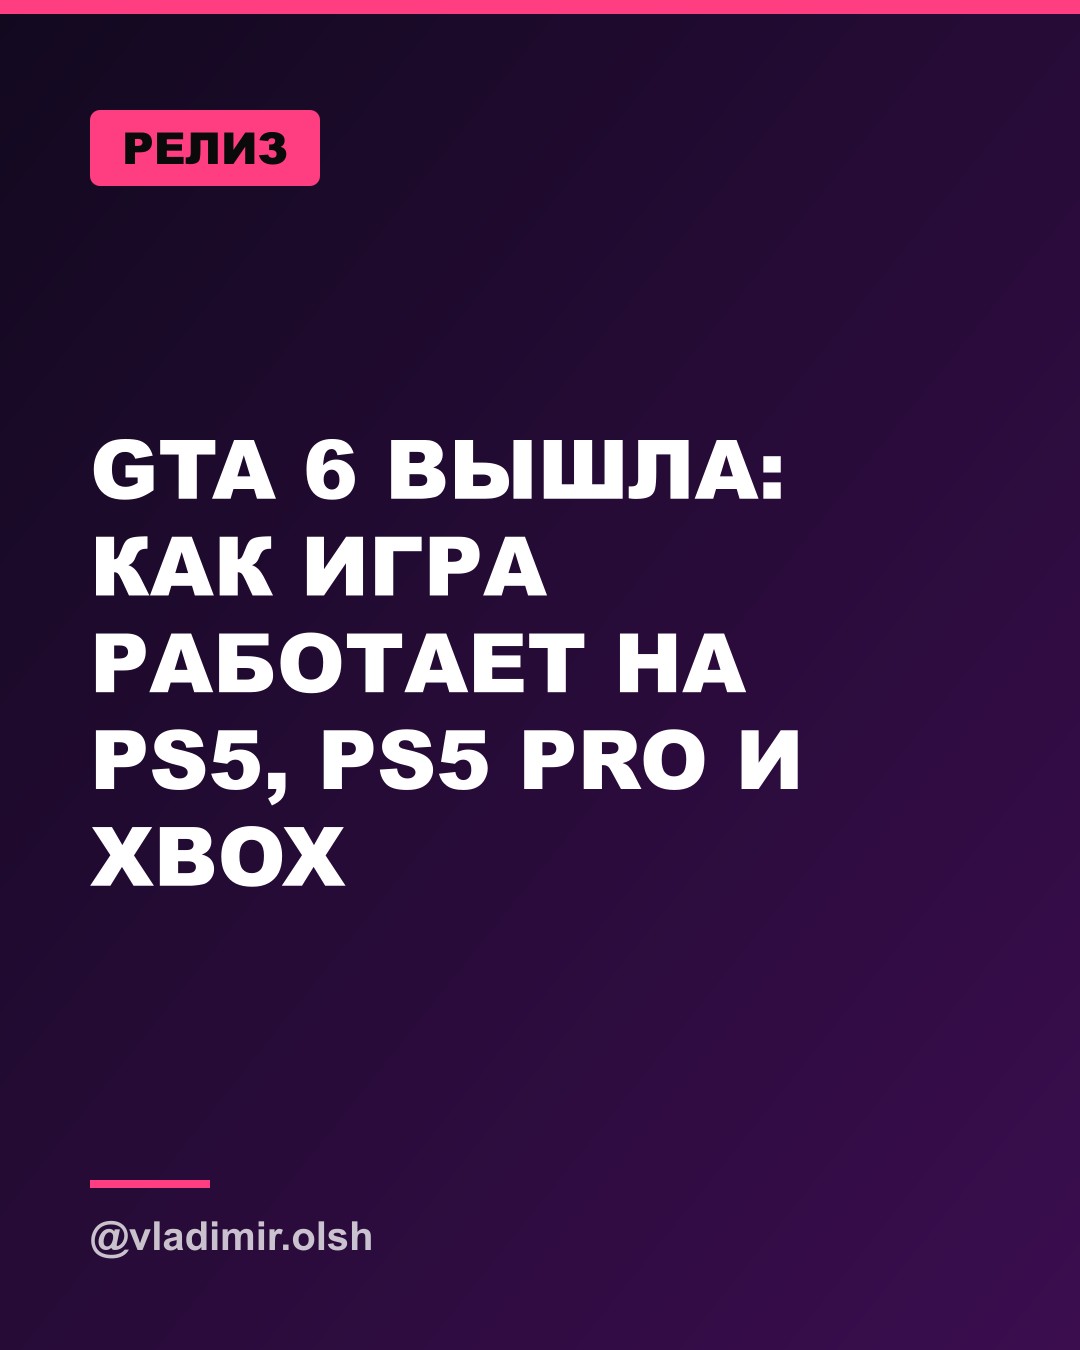 РЕЛИЗ
GTA 6 ВЫШЛА:
КАК ИГРА
РАБОТАЕТ НА
PS5, PS5 PRO И
XBOX
@vladimir.olsh